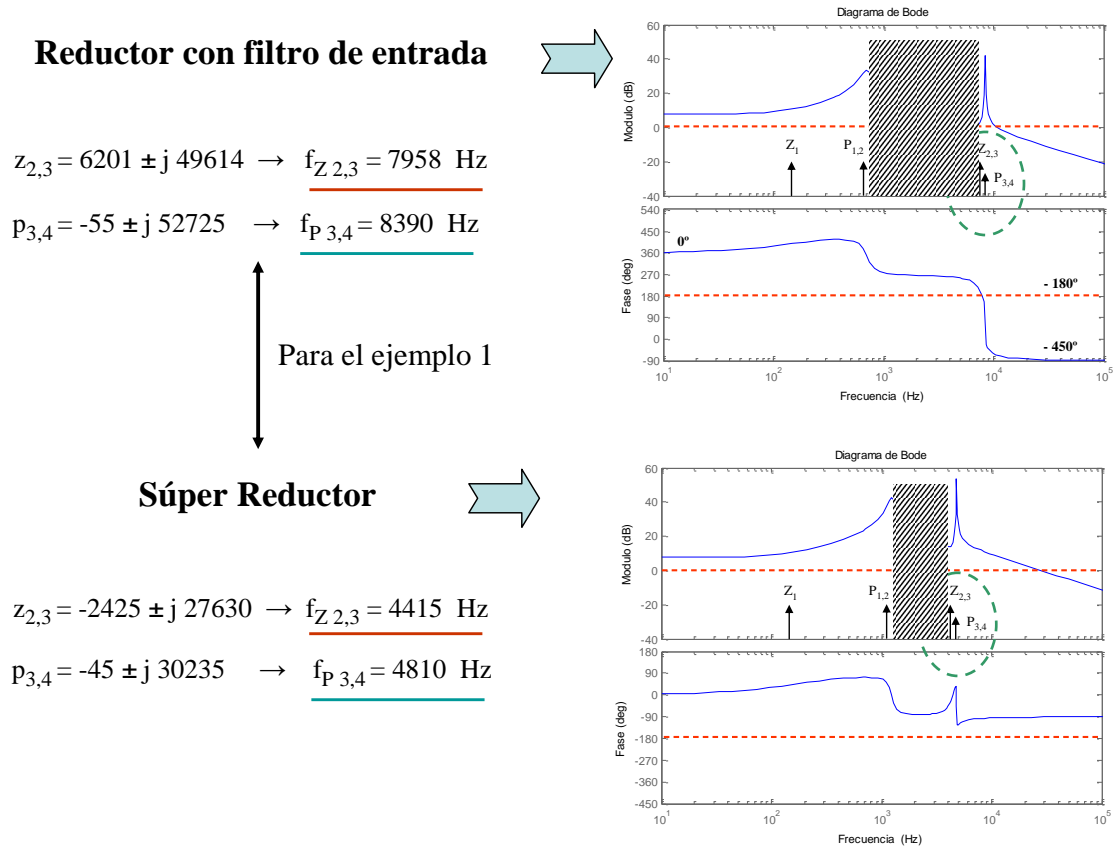 Reductor con filtro de entrada
z2,3 = 6201 ± j 49614 → fZ 2,3 = 7958 Hz
p3,4 = -55 ± j 52725 → fP 3,4 = 8390 Hz
Para el ejemplo 1
Súper Reductor
z2,3 = -2425 ± j 27630 → fZ 2,3 = 4415 Hz
p3,4 = -45 ± j 30235 → fP 3,4 = 4810 Hz
Diagrama de Bode
Modulo (dB)
60
40
20
0
-20
-40
Z1
P1,2
Z2,3
P3,4
Fase (deg)
540
450
360
270
180
90
0
-90
0º
- 180º
- 450º
10^1
10^2
10^3
10^4
10^5
Frecuencia (Hz)
Diagrama de Bode
Modulo (dB)
60
40
20
0
-20
-40
Z1
P1,2
Z2,3
P3,4
Fase (deg)
180
90
0
-90
-180
-270
-360
-450
10^1
10^2
10^3
10^4
10^5
Frecuencia (Hz)